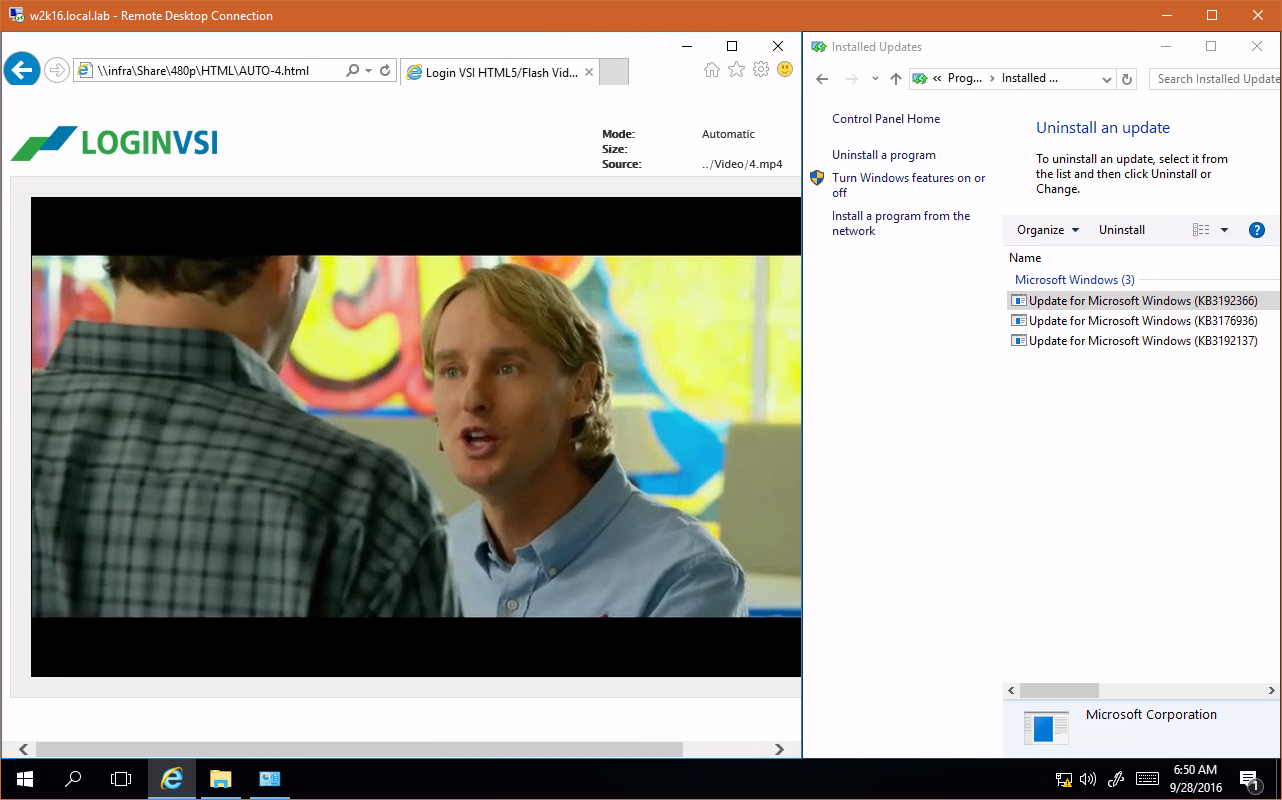 w2k16.local.lab - Remote Desktop Connection
\\infra\Share\480p\HTML\AUTO-4.html
Login VSI HTML5/Flash Vid...
LOGINVSI
Mode: Automatic
Size:
Source: ../Video/4.mp4
Installed Updates
« Prog... › Installed ...
Search Installed Update
Control Panel Home
Uninstall a program
Turn Windows features on or
off
Install a program from the
network
Uninstall an update
To uninstall an update, select it from
the list and then click Uninstall or
Change.
Organize Uninstall ?
Name
Microsoft Windows (3)
Update for Microsoft Windows (KB3192366)
Update for Microsoft Windows (KB3176936)
Update for Microsoft Windows (KB3192137)
Microsoft Corporation
6:50 AM
9/28/2016
1